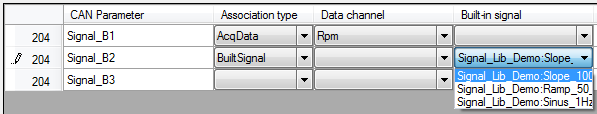 CAN Parameter Association type Data channel Built-in signal
204 Signal_B1 AcqData Rpm
204 Signal_B2 BuiltSignal Signal_Lib_Demo:Slope_
204 Signal_B3
Signal_Lib_Demo:Slope_100
Signal_Lib_Demo:Ramp_50_
Signal_Lib_Demo:Sinus_1Hz